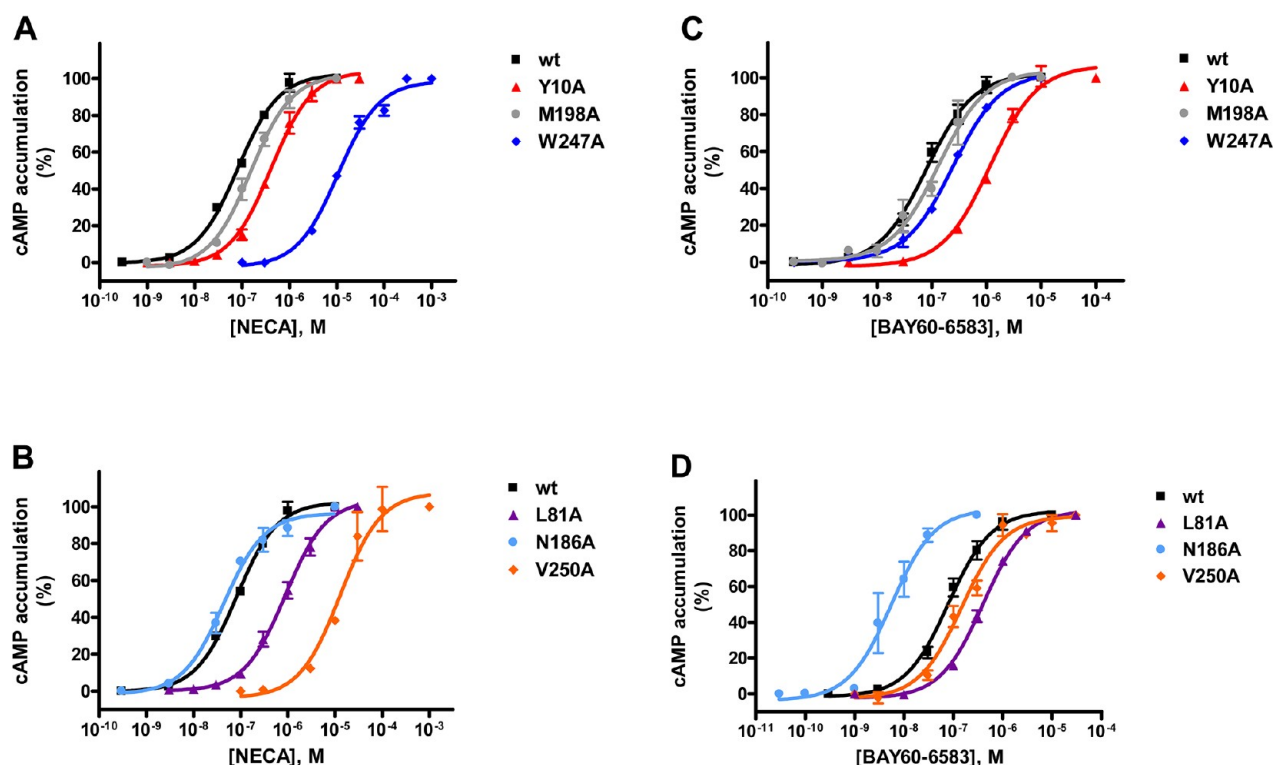 A
cAMP accumulation
(%)
100
80
60
40
20
0
10-10 10-9 10-8 10-7 10-6 10-5 10-4 10-3
[NECA], M
wt
Y10A
M198A
W247A
C
cAMP accumulation
(%)
100
80
60
40
20
0
10-10 10-9 10-8 10-7 10-6 10-5 10-4
[BAY60-6583], M
wt
Y10A
M198A
W247A
B
cAMP accumulation
(%)
100
80
60
40
20
0
10-10 10-9 10-8 10-7 10-6 10-5 10-4 10-3
[NECA], M
wt
L81A
N186A
V250A
D
cAMP accumulation
(%)
100
80
60
40
20
0
10-11 10-10 10-9 10-8 10-7 10-6 10-5 10-4
[BAY60-6583], M
wt
L81A
N186A
V250A